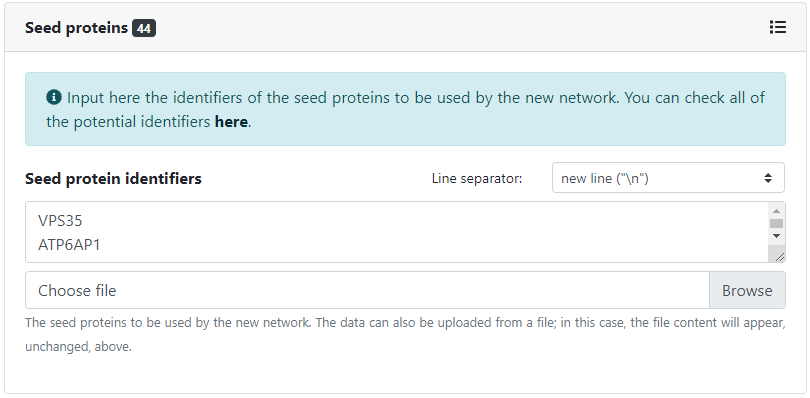 Seed proteins 44
Input here the identifiers of the seed proteins to be used by the new network. You can check all of
the potential identifiers here.
Seed protein identifiers
Line separator:
new line ("\n")
VPS35
ATP6AP1
Choose file
Browse
The seed proteins to be used by the new network. The data can also be uploaded from a file; in this case, the file content will appear,
unchanged, above.